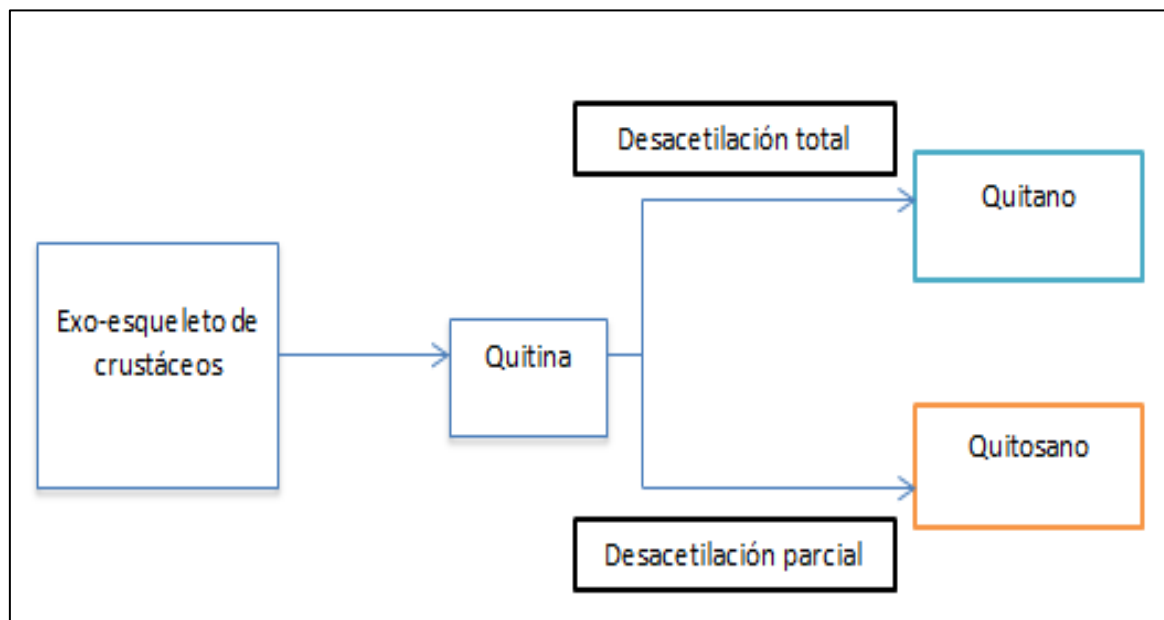 Desacetilación total
Quitano
Exo-esqueleto de
crustáceos
Quitina
Quitosano
Desacetilación parcial